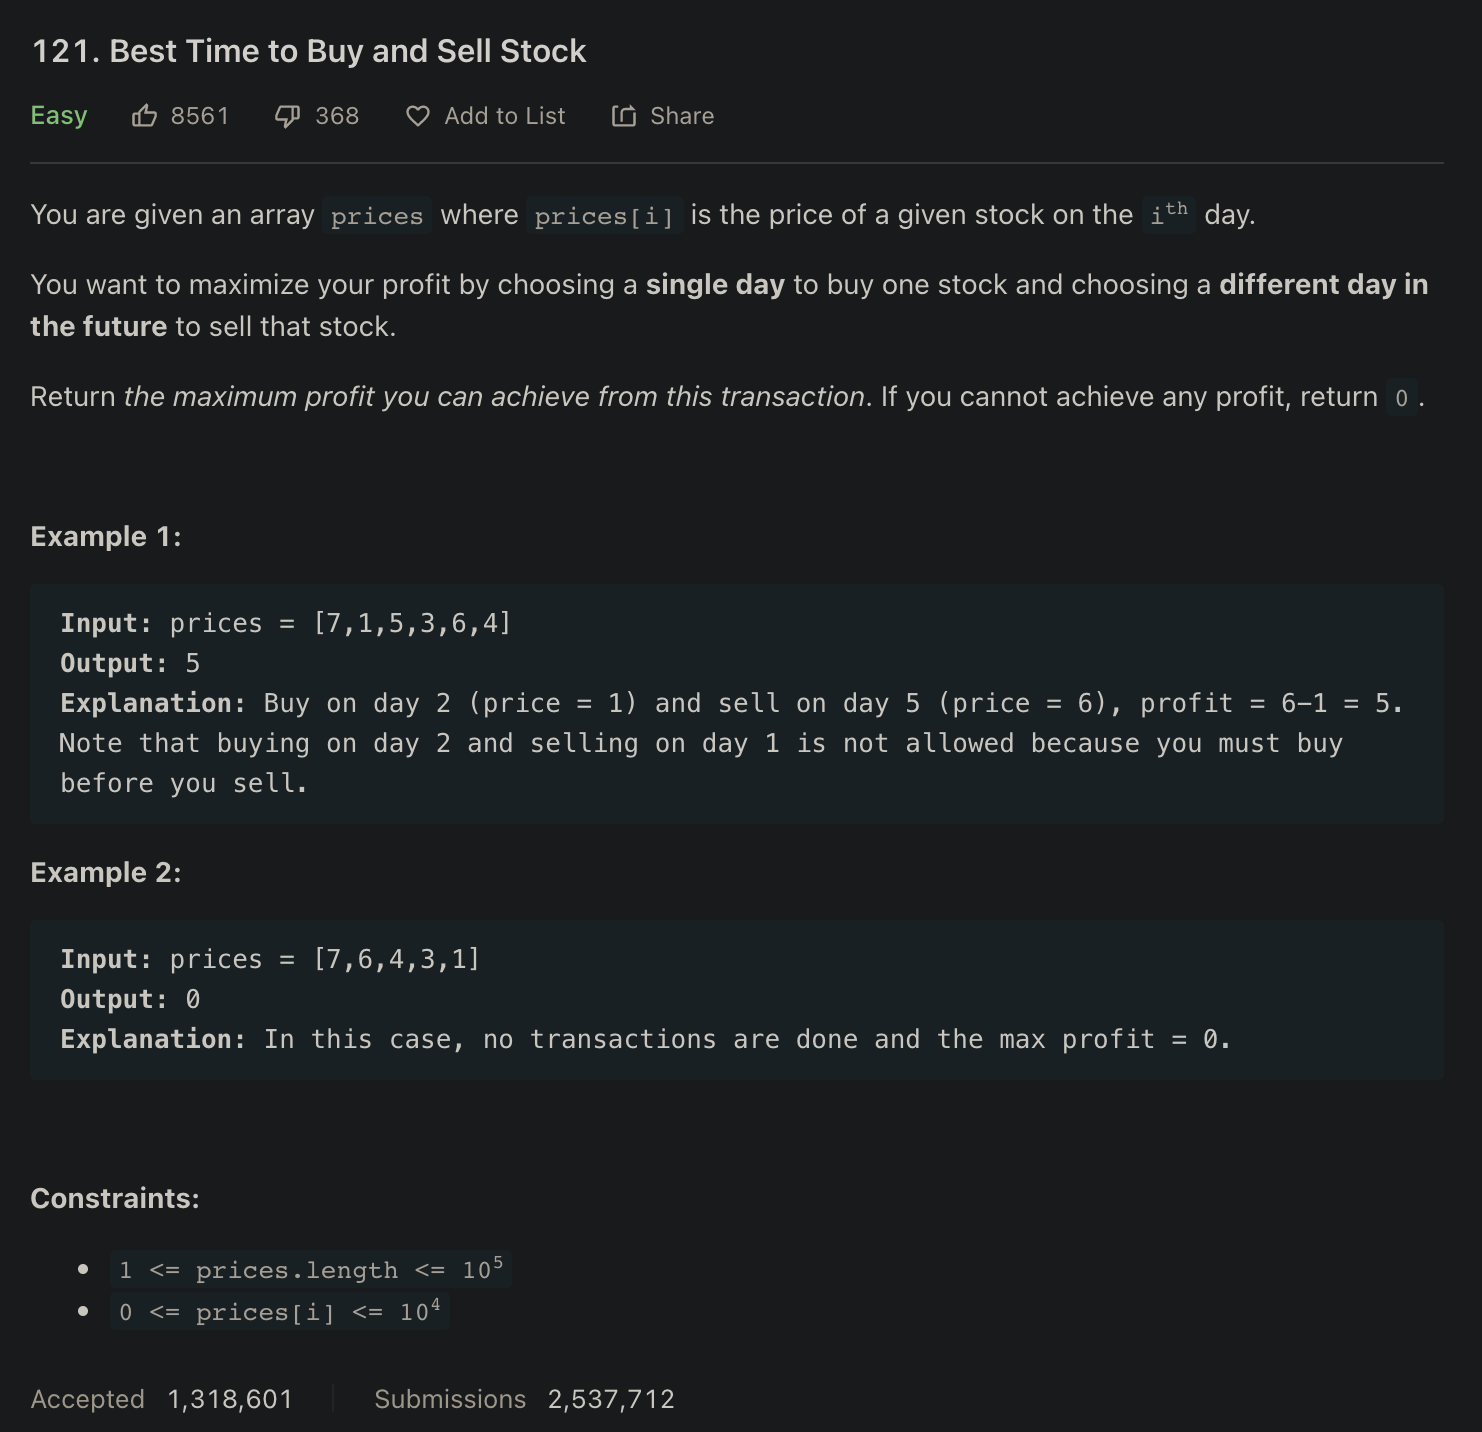 121. Best Time to Buy and Sell Stock
Easy 8561 368 Add to List Share
You are given an array prices where prices[i] is the price of a given stock on the iᵗʰ day.
You want to maximize your profit by choosing a single day to buy one stock and choosing a different day in
the future to sell that stock.
Return the maximum profit you can achieve from this transaction. If you cannot achieve any profit, return 0.
Example 1:
Input: prices = [7,1,5,3,6,4]
Output: 5
Explanation: Buy on day 2 (price = 1) and sell on day 5 (price = 6), profit = 6-1 = 5.
Note that buying on day 2 and selling on day 1 is not allowed because you must buy
before you sell.
Example 2:
Input: prices = [7,6,4,3,1]
Output: 0
Explanation: In this case, no transactions are done and the max profit = 0.
Constraints:
• 1 <= prices.length <= 10⁵
• 0 <= prices[i] <= 10⁴
Accepted 1,318,601 Submissions 2,537,712